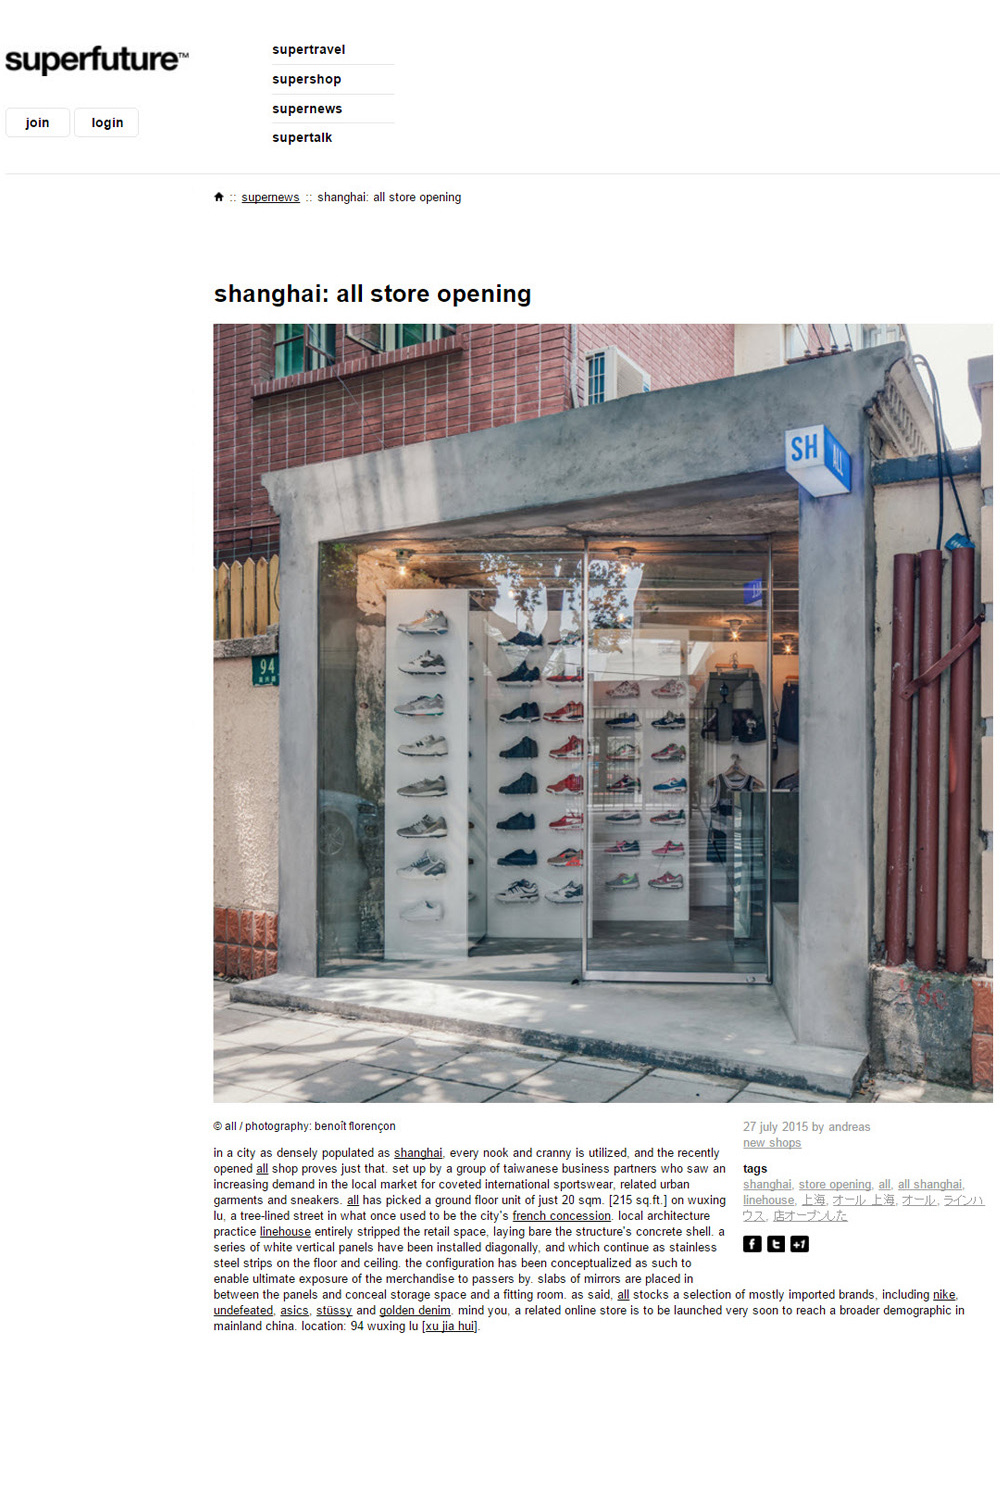 superfuture™
supertravel
supershop
supernews
supertalk
join
login
:: supernews :: shanghai: all store opening
shanghai: all store opening
SH
ALL
94
© all / photography: benoît florençon
in a city as densely populated as shanghai, every nook and cranny is utilized, and the recently
opened all shop proves just that. set up by a group of taiwanese business partners who saw an
increasing demand in the local market for coveted international sportswear, related urban
garments and sneakers. all has picked a ground floor unit of just 20 sqm. [215 sq.ft.] on wuxing
lu, a tree-lined street in what once used to be the city's french concession. local architecture
practice linehouse entirely stripped the retail space, laying bare the structure's concrete shell. a
series of white vertical panels have been installed diagonally, and which continue as stainless
steel strips on the floor and ceiling. the configuration has been conceptualized as such to
enable ultimate exposure of the merchandise to passers by. slabs of mirrors are placed in
between the panels and conceal storage space and a fitting room. as said, all stocks a selection of mostly imported brands, including nike,
undefeated, asics, stüssy and golden denim. mind you, a related online store is to be launched very soon to reach a broader demographic in
mainland china. location: 94 wuxing lu [xu jia hui].
27 july 2015 by andreas
new shops
tags
shanghai, store opening, all, all shanghai,
linehouse, 上海, オール 上海, オール, ラインハ
ウス, 店オープンした
f
t
+1